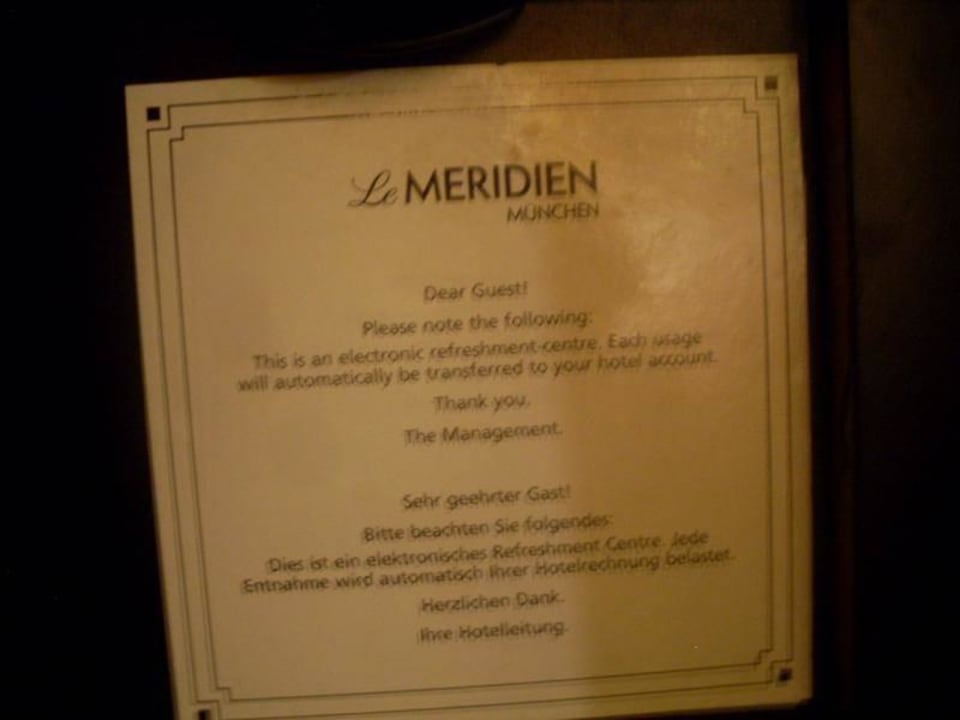 Le MERIDIEN
MÜNCHEN
Dear Guest!
Please note the following:
This is an electronic refreshment-centre. Each usage
will automatically be transferred to your hotel account.
Thank you.
The Management.
Sehr geehrter Gast!
Bitte beachten Sie folgendes:
Dies ist ein elektronisches Refreshment Centre. Jede
Entnahme wird automatisch Ihrer Hotelrechnung belastet.
Herzlichen Dank.
Ihre Hotelleitung.